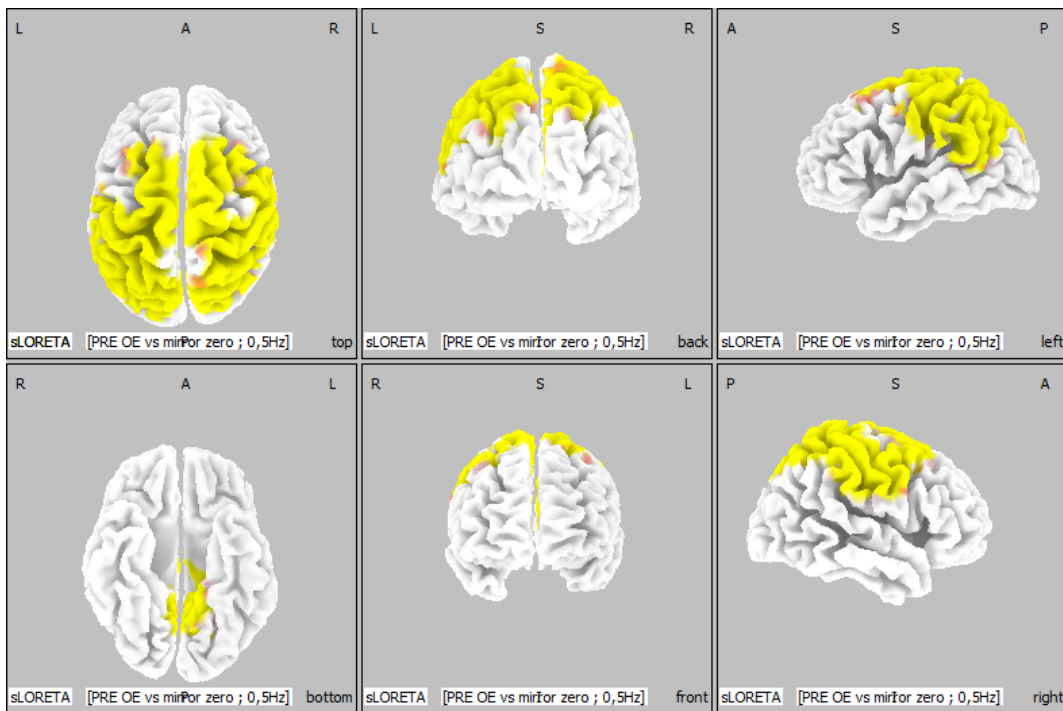 L A R
sLORETA [PRE OE vs mirror zero ; 0,5Hz] top
L S R
sLORETA [PRE OE vs mirror zero ; 0,5Hz] back
A S P
sLORETA [PRE OE vs mirror zero ; 0,5Hz] left
R A L
sLORETA [PRE OE vs mirror zero ; 0,5Hz] bottom
R S L
sLORETA [PRE OE vs mirror zero ; 0,5Hz] front
P S A
sLORETA [PRE OE vs mirror zero ; 0,5Hz] right